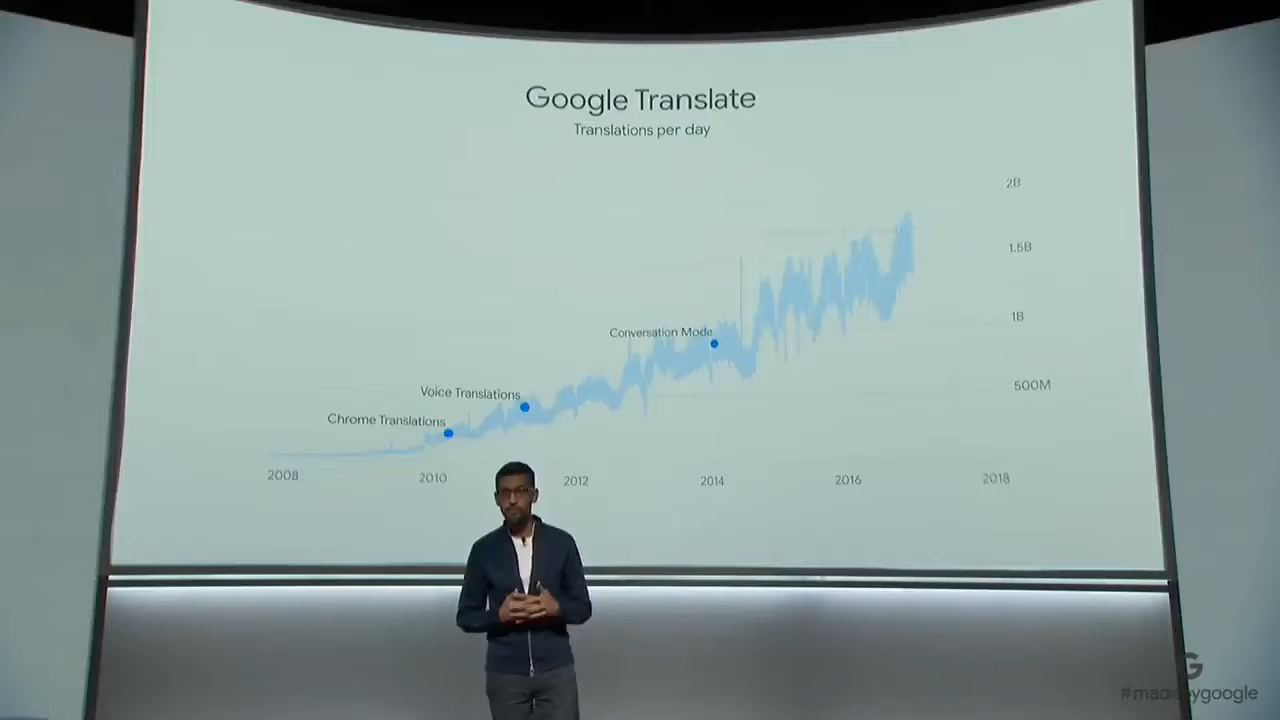 Google Translate
Translations per day
2B
1.5B
1B
Conversation Mode
500M
Voice Translations
Chrome Translations
2008
2010
2012
2014
2016
2018
G
#madebygoogle